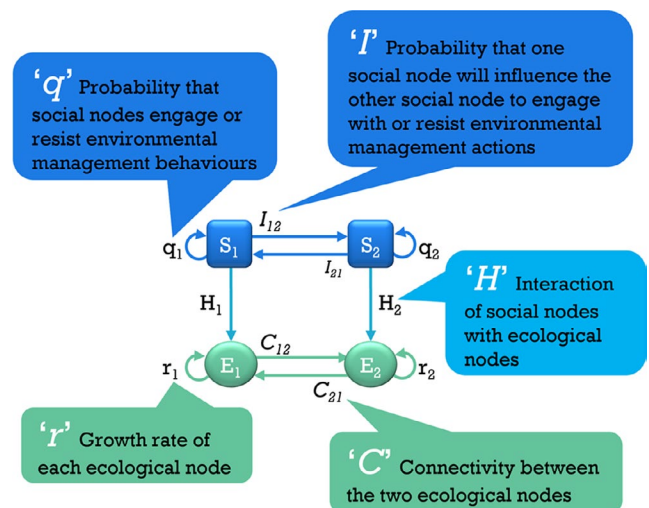 'q' Probability that
social nodes engage or
resist environmental
management behaviours
'I' Probability that one
social node will influence the
other social node to engage
with or resist environmental
management actions
I12
q1 S1 S2 q2
I21
H1 H2
'H' Interaction
of social nodes
with ecological
nodes
C12
r1 E1 E2 r2
C21
'r' Growth rate of
each ecological node
'C' Connectivity between
the two ecological nodes